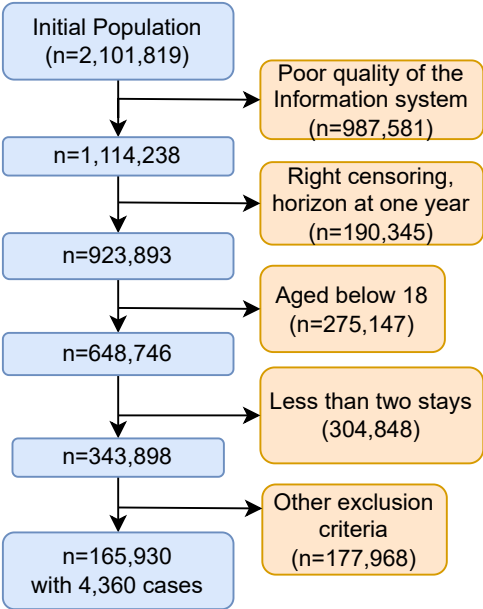 Initial Population
(n=2,101,819)
Poor quality of the
Information system
(n=987,581)
n=1,114,238
Right censoring,
horizon at one year
(n=190,345)
n=923,893
Aged below 18
(n=275,147)
n=648,746
Less than two stays
(304,848)
n=343,898
Other exclusion
criteria
(n=177,968)
n=165,930
with 4,360 cases